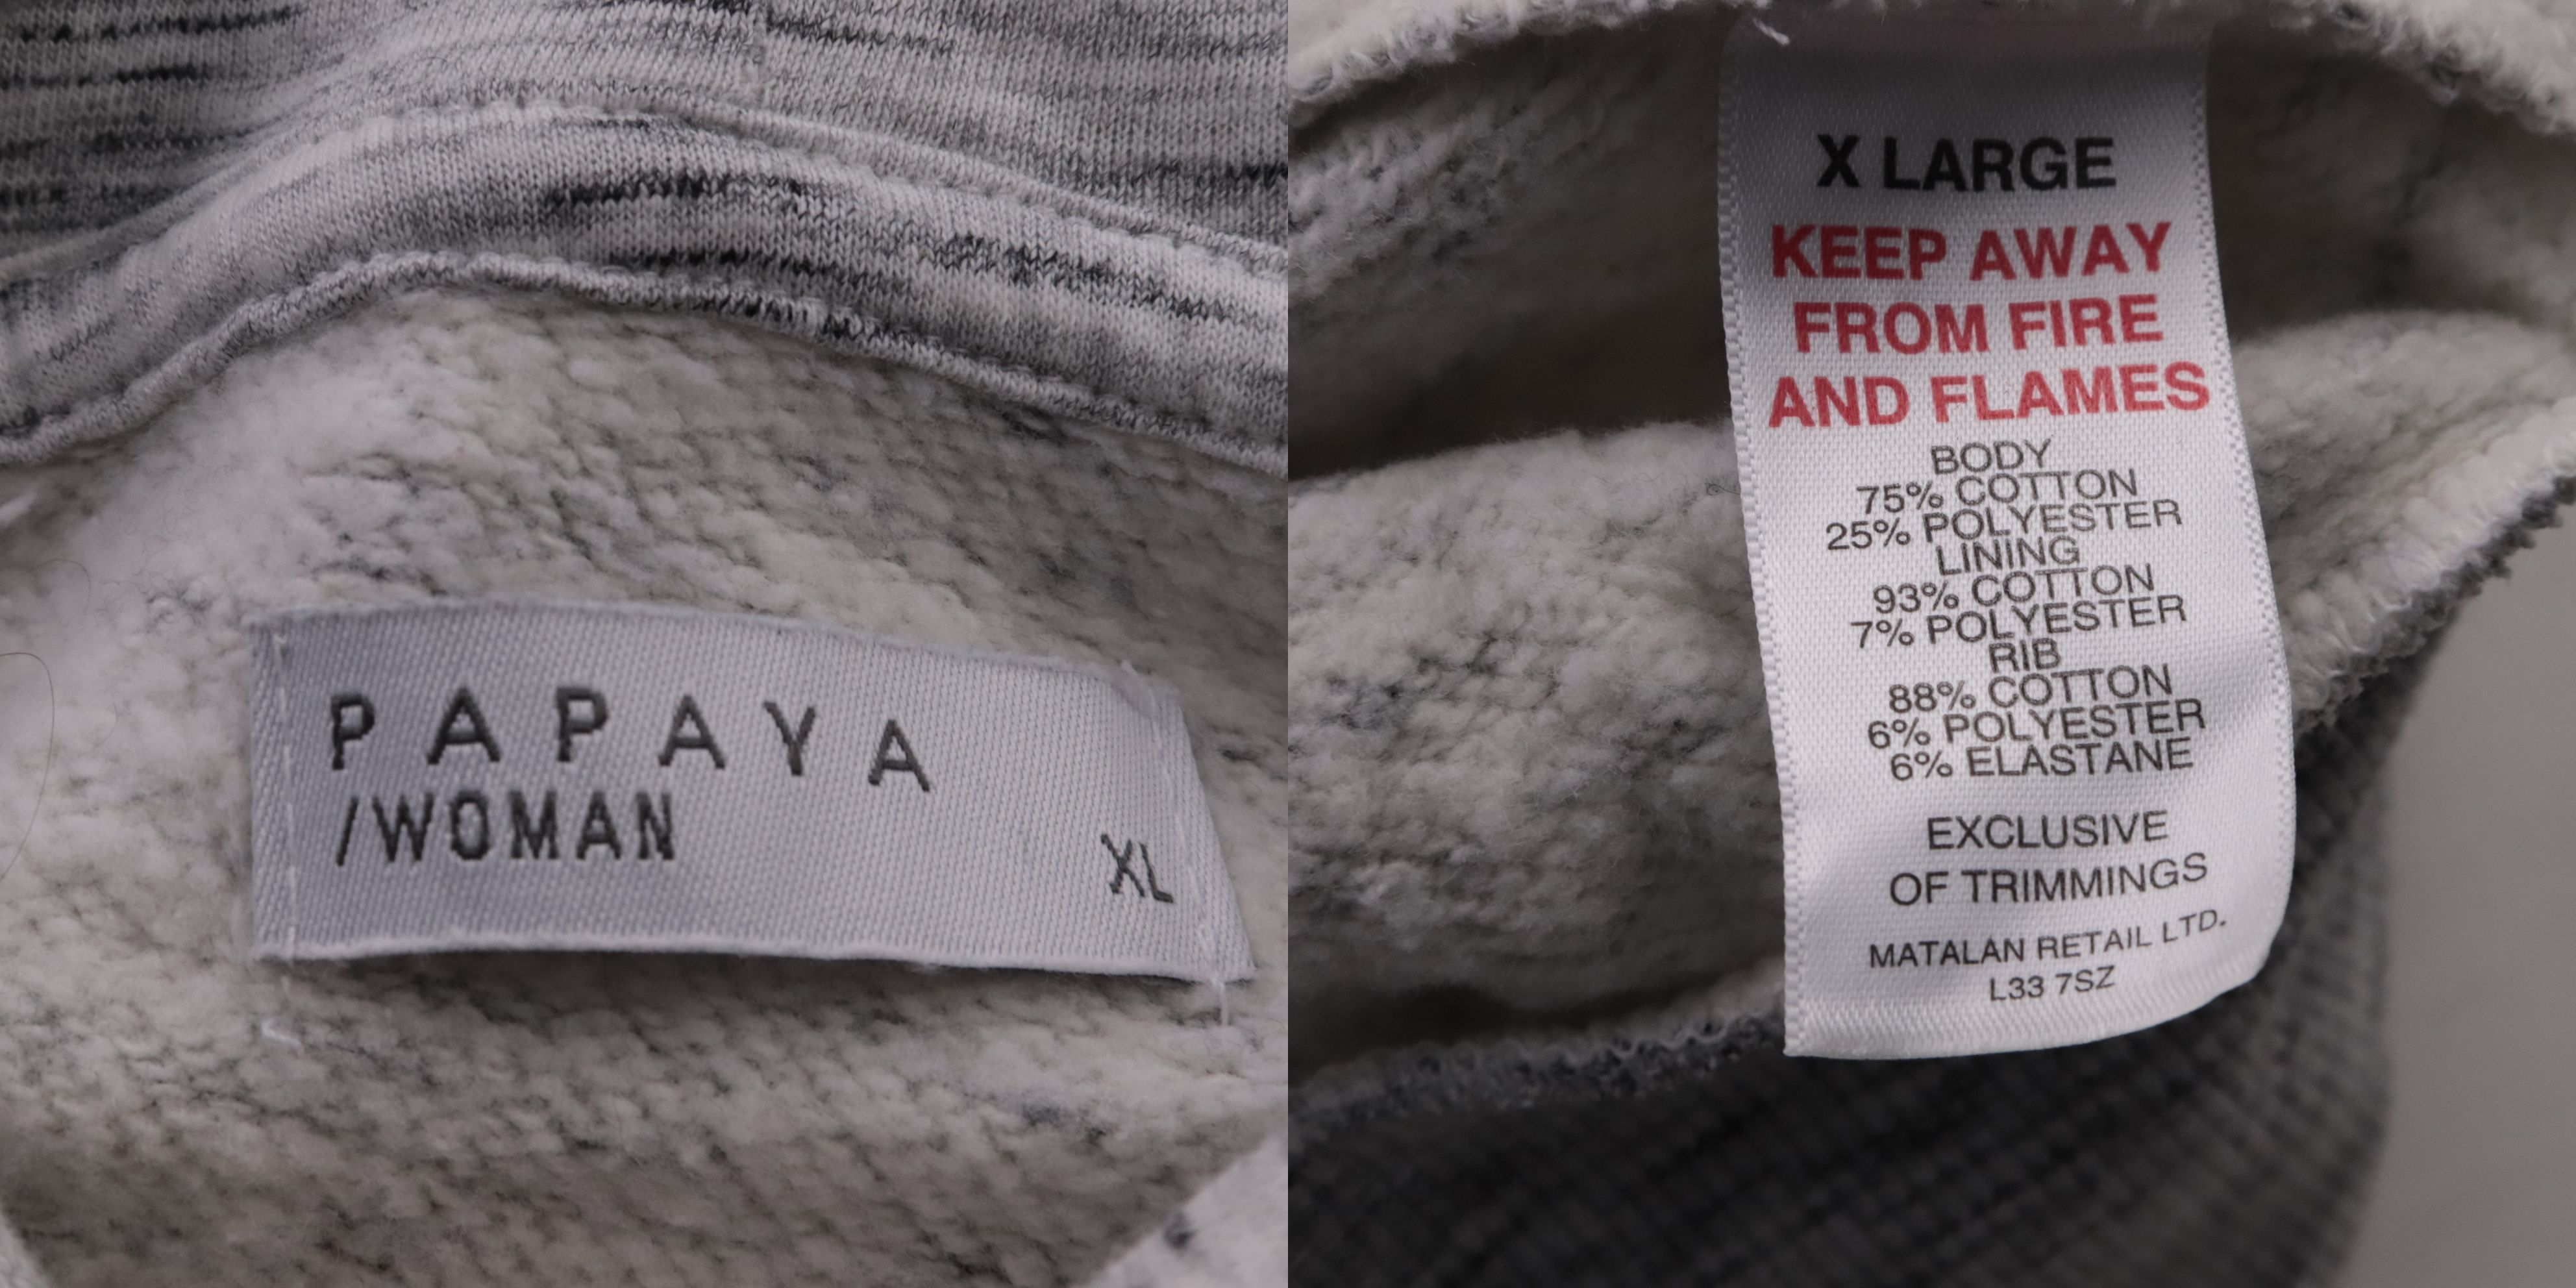 PAPAYA
/WOMAN
XL
X LARGE
KEEP AWAY
FROM FIRE
AND FLAMES
BODY
75% COTTON
25% POLYESTER
LINING
93% COTTON
7% POLYESTER
RIB
88% COTTON
6% POLYESTER
6% ELASTANE
EXCLUSIVE
OF TRIMMINGS
MATALAN RETAIL LTD.
L33 7SZ